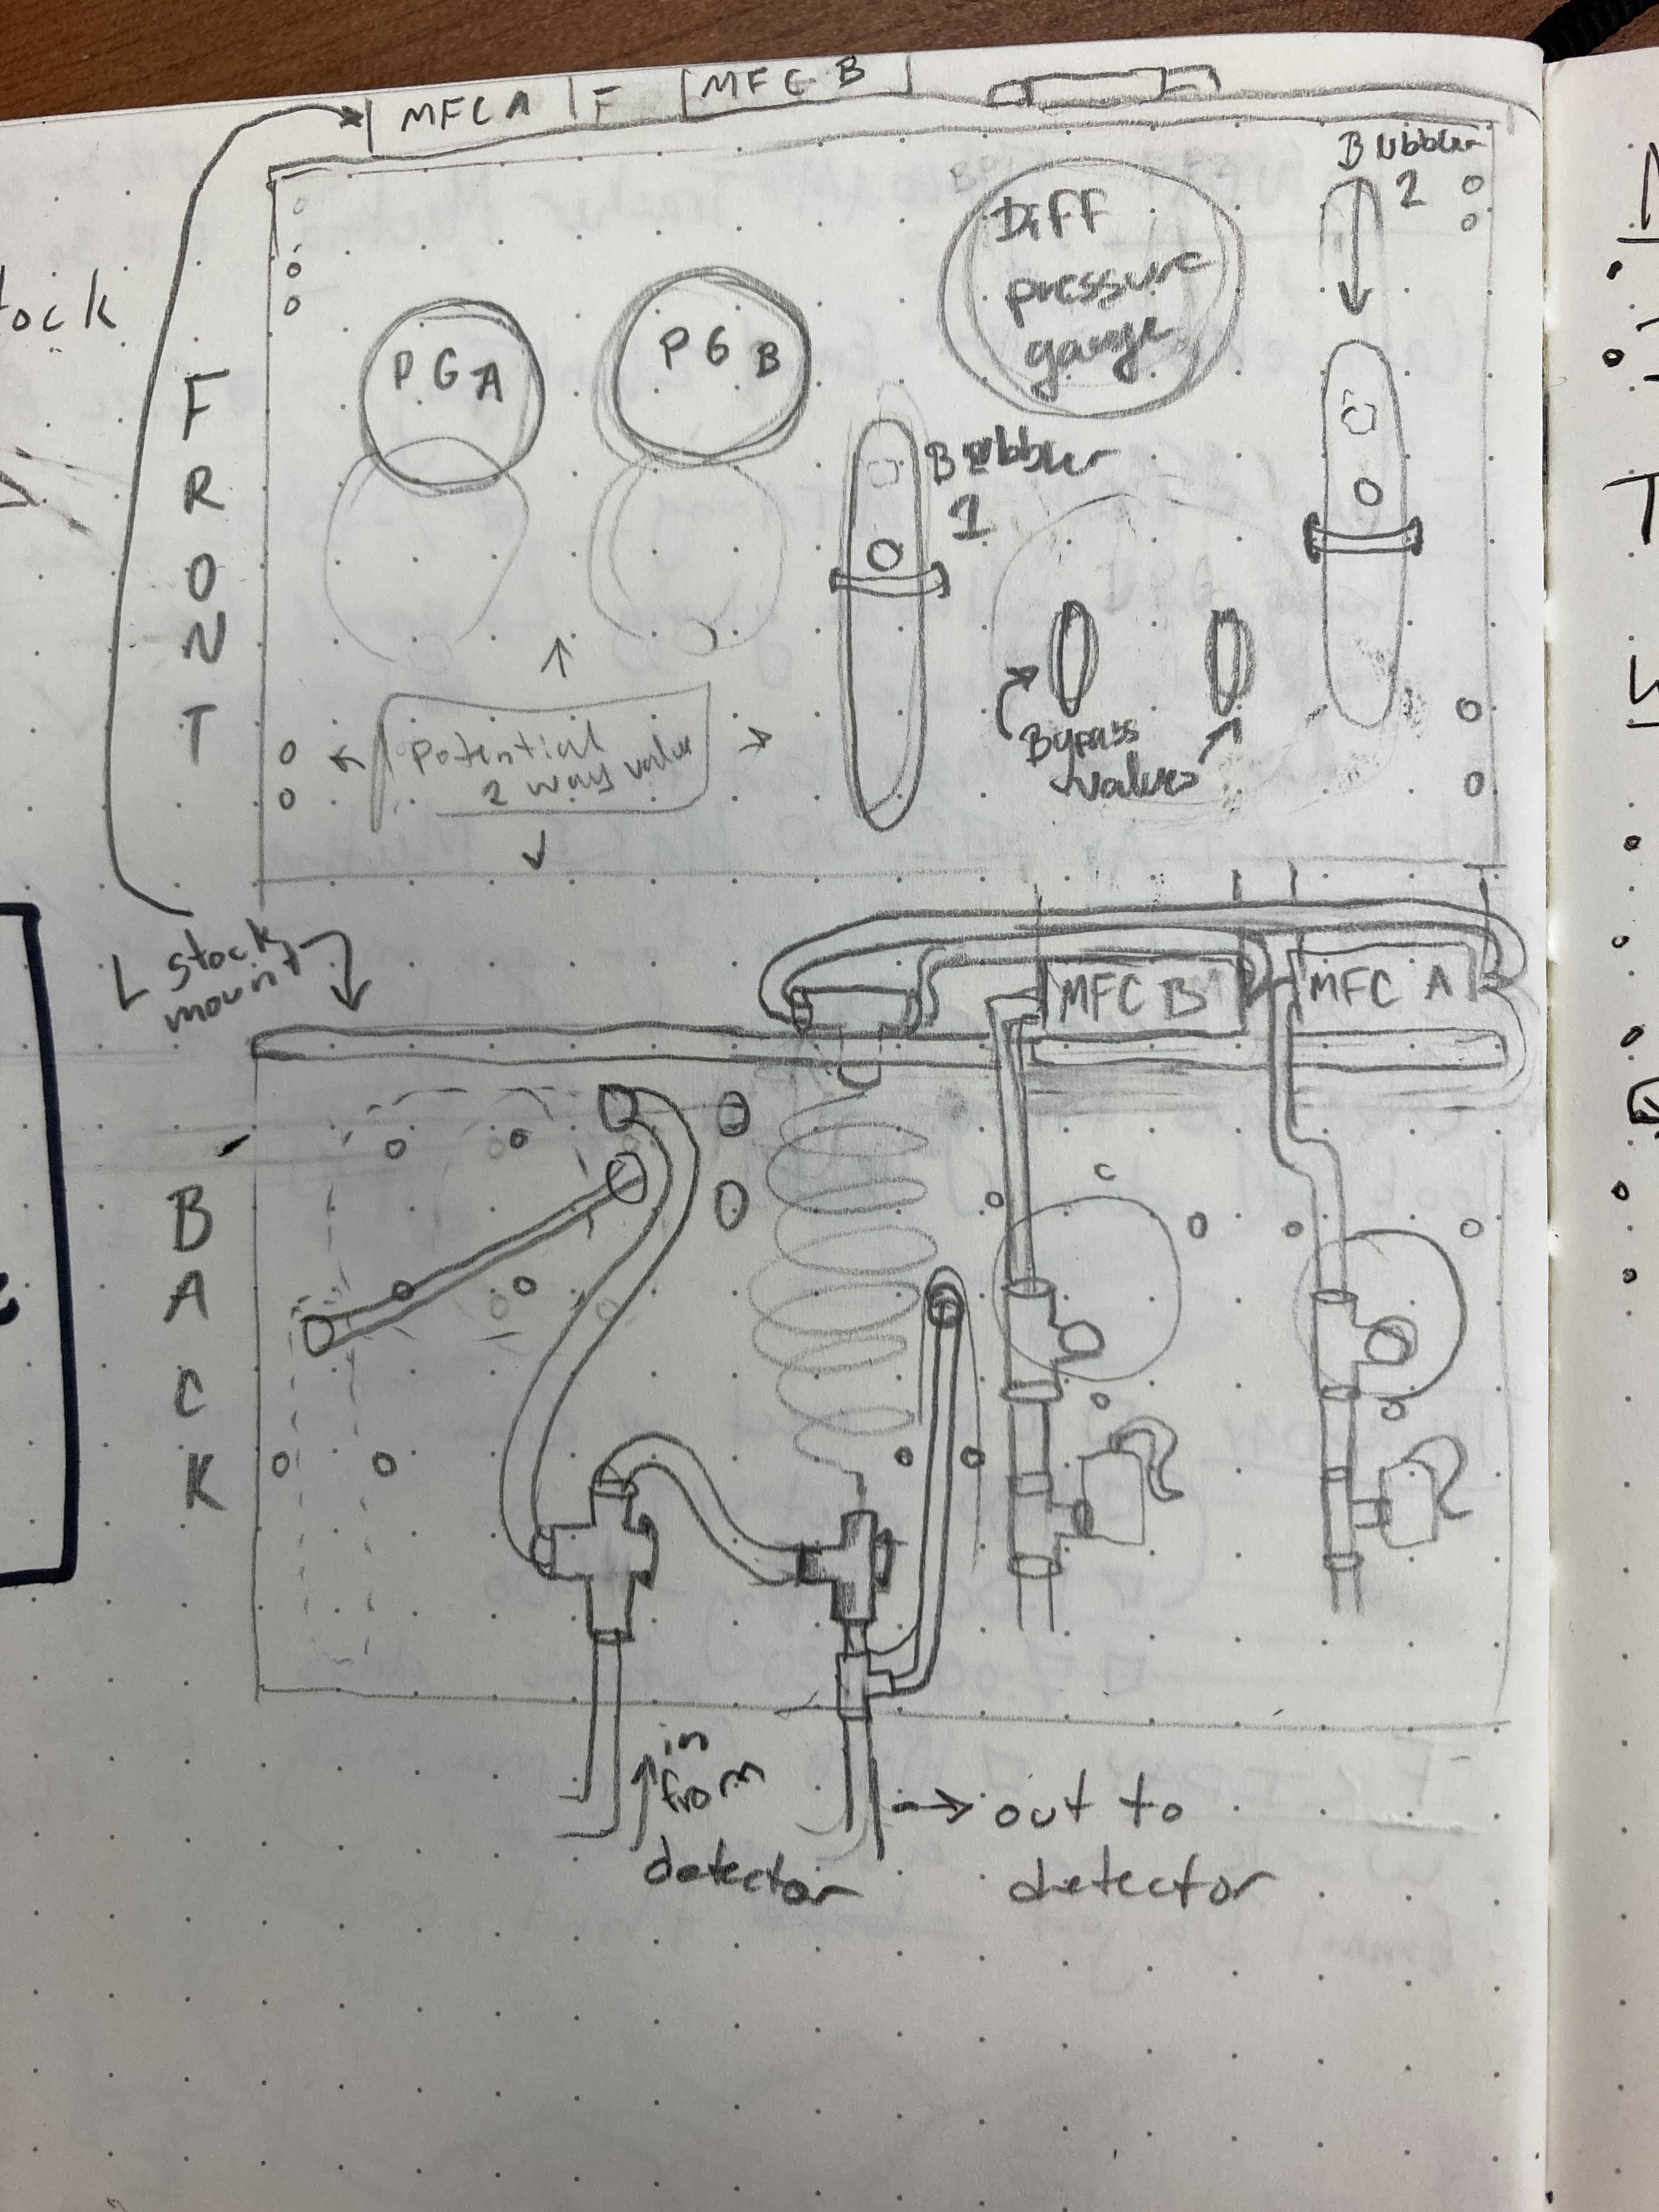 MFC A F MFC B
Bubbler
2
Diff
pressure
gauge
tock
PG A
PG B
Bubbler
1
FRONT
Potential
2 way valve
Bypass
valves
L stock
mount
MFC B
MFC A
BACK
in
from
detector
out to
detector